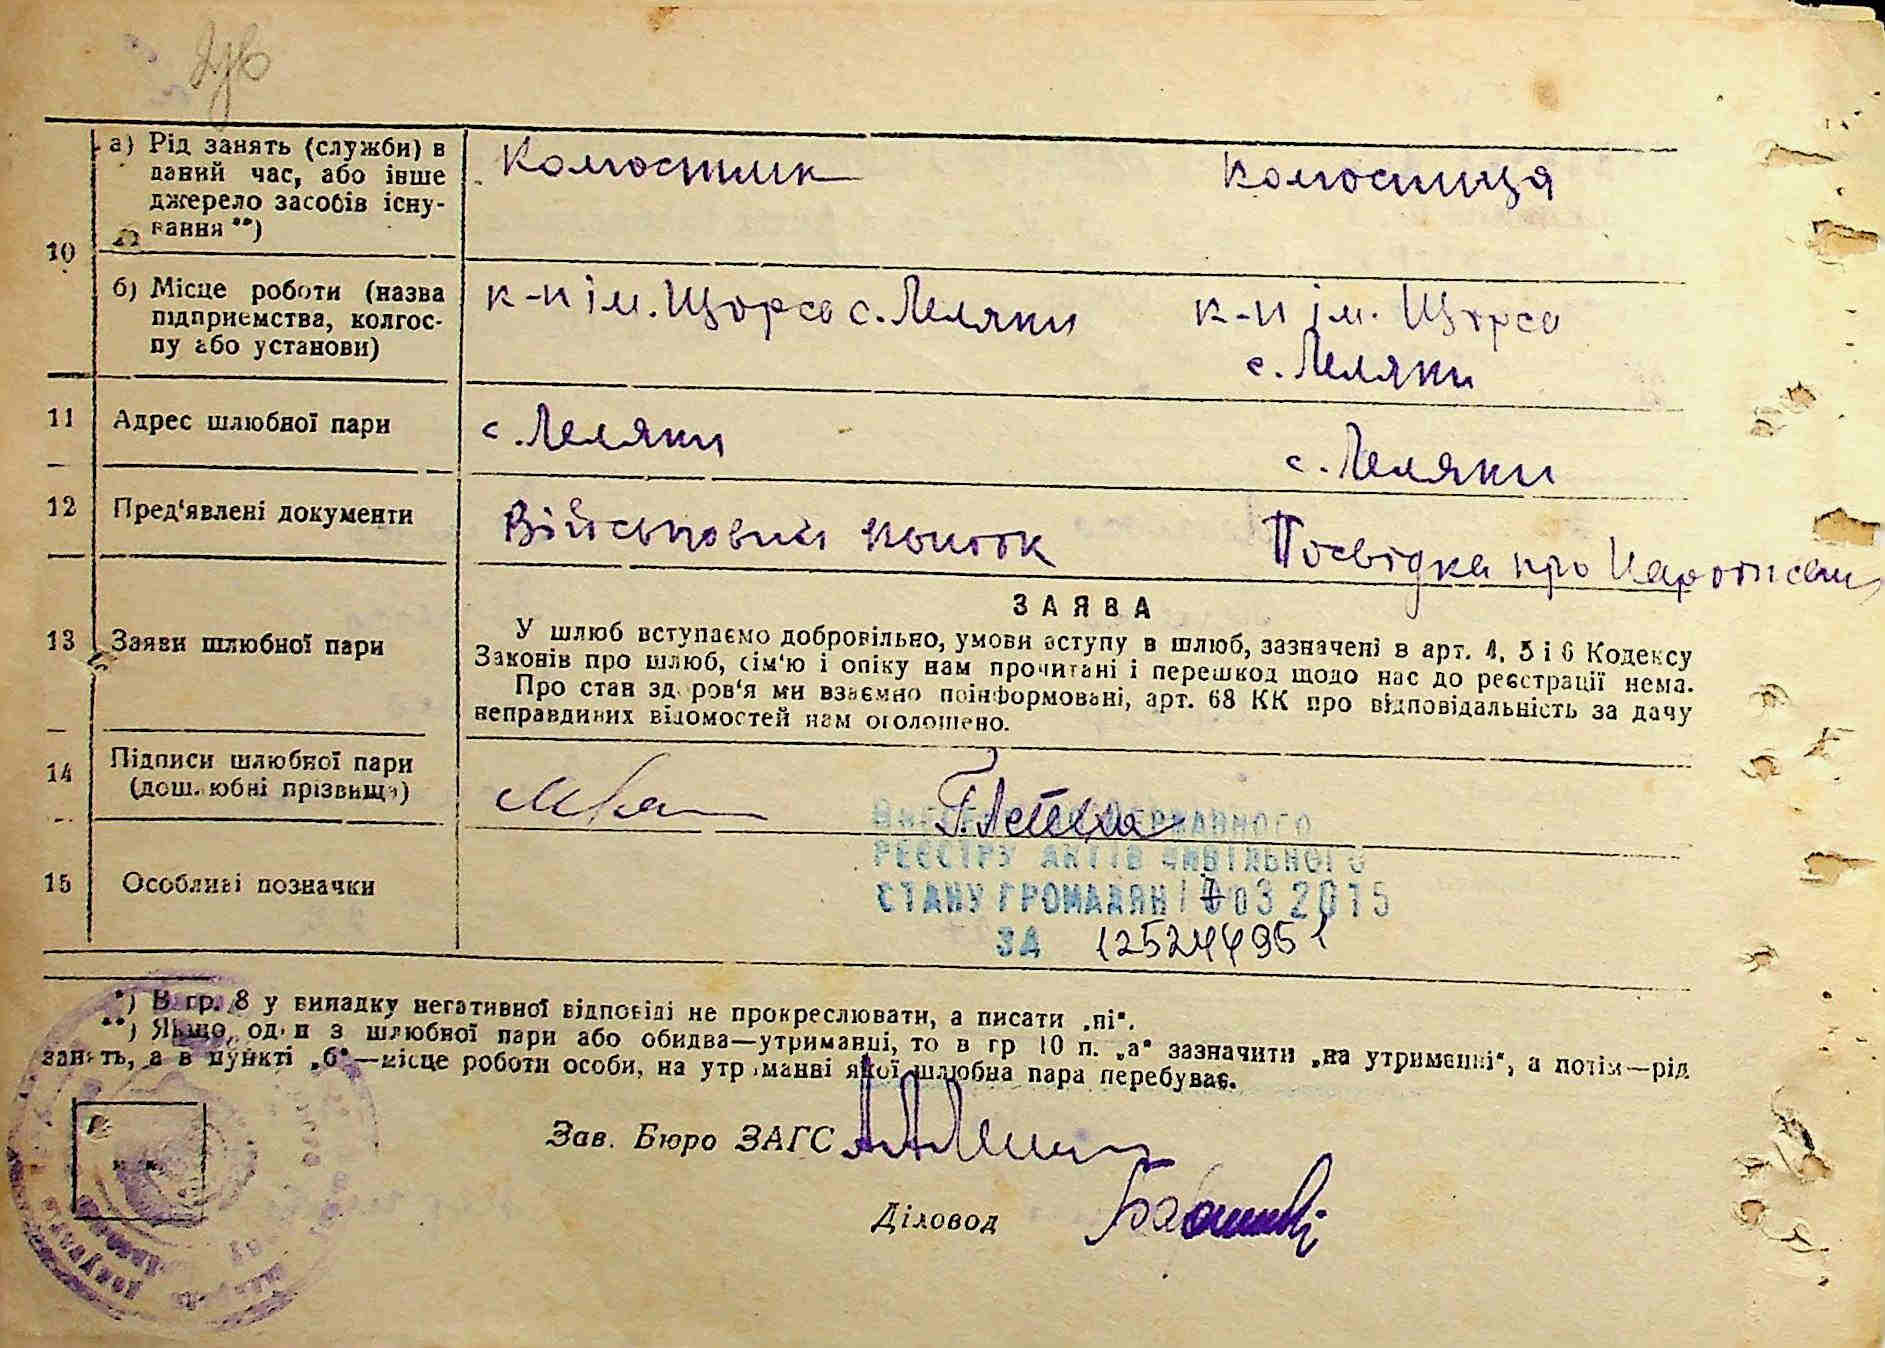 10
а) Рід занять (служби) в
даний час, або інше
джерело засобів існу-
вання **)
Колгоспник
Колгоспниця
б) Місце роботи (назва
підприємства, колгос-
пу або установи)
к-п ім. Щорса с. Леляки
к-п ім. Щорса
с. Леляки
11
Адрес шлюбної пари
с. Леляки
с. Леляки
12
Пред'явлені документи
Військовий
Посвідка про
13
Заяви шлюбної пари
ЗАЯВА
У шлюб вступаємо добровільно, умови вступу в шлюб, зазначені в арт. 4, 5 і 6 Кодексу
Законів про шлюб, сім'ю і опіку нам прочитані і перешкод щодо нас до реєстрації нема.
Про стан здоров'я ми взаємно поінформовані, арт. 68 КК про відповідальність за дачу
неправдивих відомостей нам оголошено.
14
Підписи шлюбної пари
(дошлюбні прізвища)
15
Особливі позначки
ДЕРЖАВНОГО
РЕЄСТРУ АКТІВ ЦИВІЛЬНОГО
СТАНУ ГРОМАДЯН 03 2015
ЗА
*) В гр. 8 у випадку негативної відповіді не прокреслювати, а писати „ні".
**) Якщо один з шлюбної пари або обидва—утриманці, то в гр 10 п. „а" зазначити „на утриманні", а потім—рід
занять, а в пункті „б"—місце роботи особи, на утриманні якої шлюбна пара перебуває.
Зав. Бюро ЗАГС
Діловод